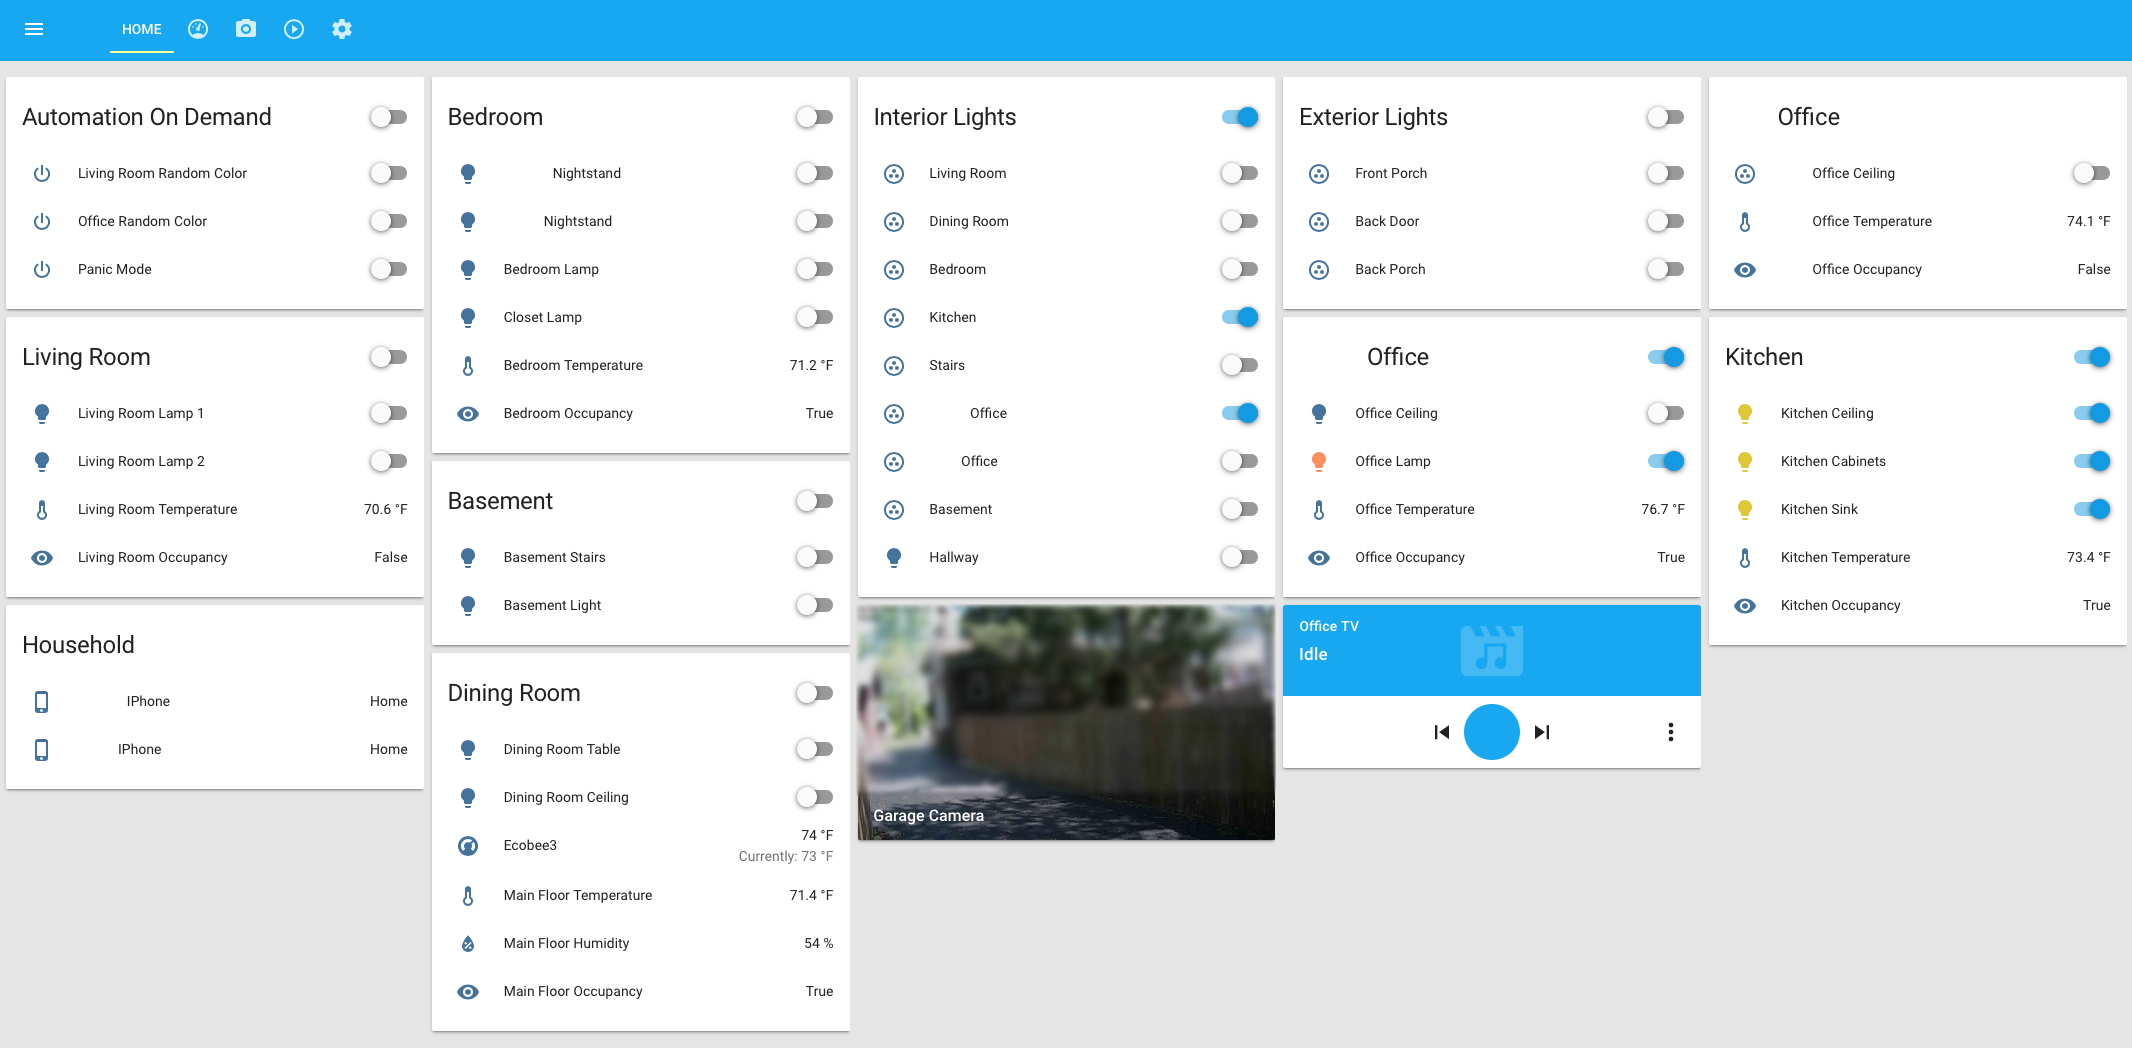 HOME
Automation On Demand
Living Room Random Color
Office Random Color
Panic Mode
Living Room
Living Room Lamp 1
Living Room Lamp 2
Living Room Temperature 70.6 °F
Living Room Occupancy False
Household
IPhone Home
IPhone Home
Bedroom
Nightstand
Nightstand
Bedroom Lamp
Closet Lamp
Bedroom Temperature 71.2 °F
Bedroom Occupancy True
Basement
Basement Stairs
Basement Light
Dining Room
Dining Room Table
Dining Room Ceiling
Ecobee3 74 °F
Currently: 73 °F
Main Floor Temperature 71.4 °F
Main Floor Humidity 54 %
Main Floor Occupancy True
Interior Lights
Living Room
Dining Room
Bedroom
Kitchen
Stairs
Office
Office
Basement
Hallway
Garage Camera
Exterior Lights
Front Porch
Back Door
Back Porch
Office
Office Ceiling
Office Lamp
Office Temperature 76.7 °F
Office Occupancy True
Office TV
Idle
Office
Office Ceiling
Office Temperature 74.1 °F
Office Occupancy False
Kitchen
Kitchen Ceiling
Kitchen Cabinets
Kitchen Sink
Kitchen Temperature 73.4 °F
Kitchen Occupancy True